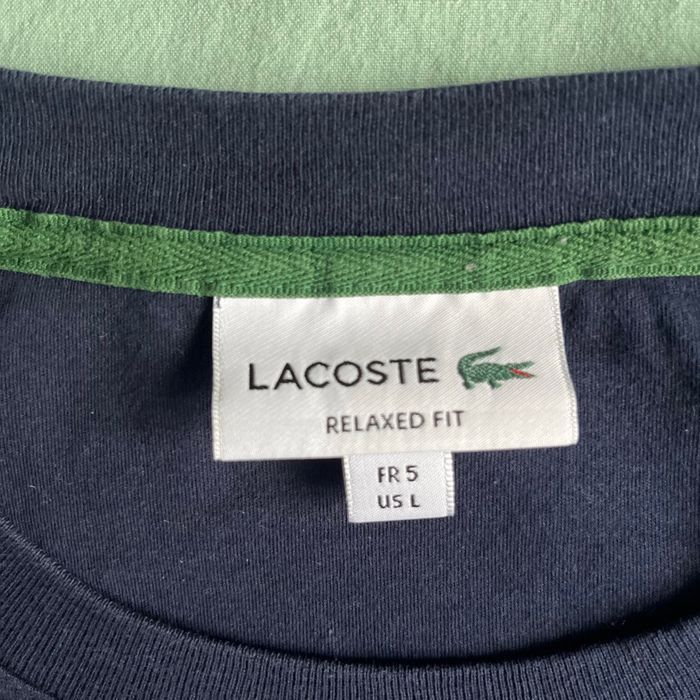 LACOSTE
RELAXED FIT
FR 5
US L